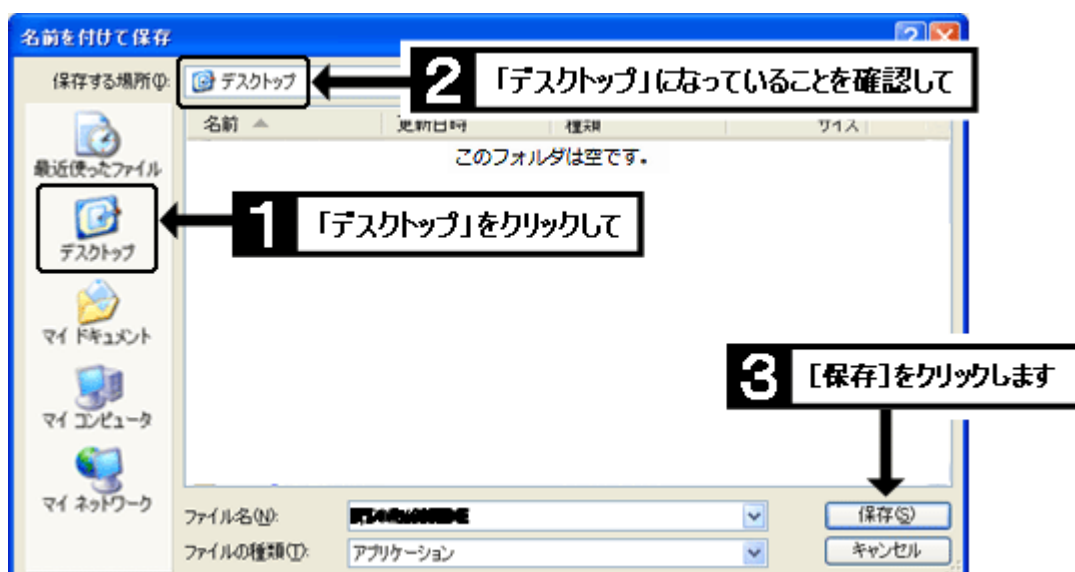 名前を付けて保存
保存する場所(I):
デスクトップ
2 「デスクトップ」になっていることを確認して
名前 更新日時 種類 サイズ
このフォルダは空です。
最近使ったファイル
デスクトップ
1 「デスクトップ」をクリックして
マイ ドキュメント
マイ コンピュータ
マイ ネットワーク
3 [保存]をクリックします
ファイル名(N):
保存(S)
ファイルの種類(T):
アプリケーション
キャンセル